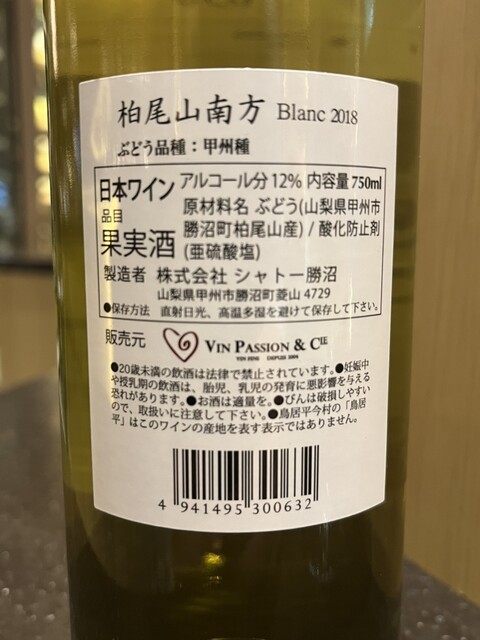 柏尾山南方 Blanc 2018
ぶどう品種：甲州種
日本ワイン アルコール分12% 内容量750ml
品目 果実酒
原材料名 ぶどう(山梨県甲州市
勝沼町柏尾山産) / 酸化防止剤
(亜硫酸塩)
製造者 株式会社 シャトー勝沼
山梨県甲州市勝沼町菱山 4729
●保存方法 直射日光、高温多湿を避けて保存して下さい。
販売元 VIN PASSION & CIE
VIN FINE DEPUIS 2008
●20歳未満の飲酒は法律で禁止されています。●妊娠中
や授乳期の飲酒は、胎児、乳児の発育に悪影響を与える
恐れがあります。●お酒は適量を。●びんは破損しやすい
ので、取扱いに注意して下さい。●鳥居平今村の「鳥居
平」はこのワインの産地を表す表示ではありません。
4 941495 300632